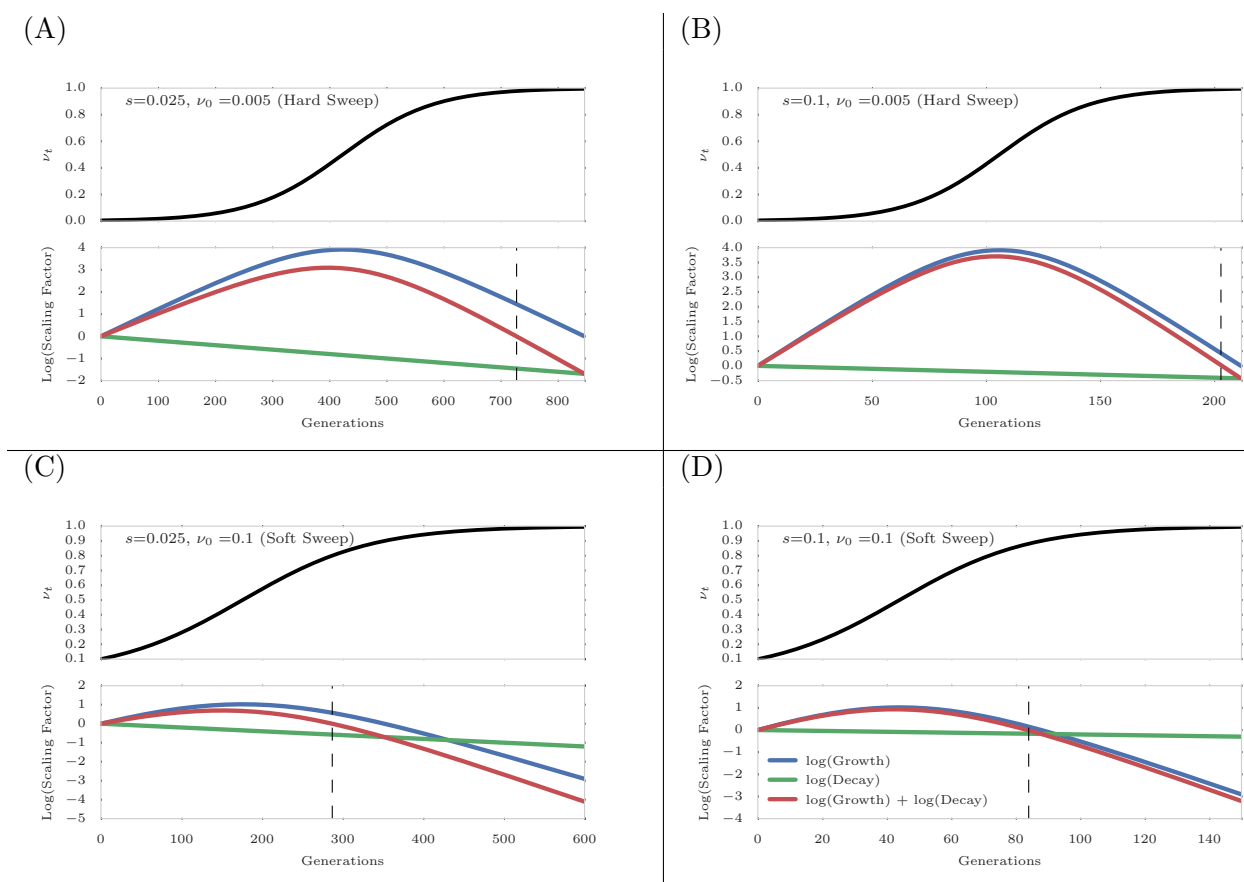 (A)
1.0
0.8
0.6
0.4
0.2
0.0
ν_t
s=0.025, ν_0 =0.005 (Hard Sweep)
4
3
2
1
0
−1
−2
Log(Scaling Factor)
0 100 200 300 400 500 600 700 800
Generations
(B)
1.0
0.8
0.6
0.4
0.2
0.0
ν_t
s=0.1, ν_0 =0.005 (Hard Sweep)
4.0
3.5
3.0
2.5
2.0
1.5
1.0
0.5
0.0
−0.5
Log(Scaling Factor)
0 50 100 150 200
Generations
(C)
1.0
0.9
0.8
0.7
0.6
0.5
0.4
0.3
0.2
0.1
ν_t
s=0.025, ν_0 =0.1 (Soft Sweep)
2
1
0
−1
−2
−3
−4
−5
Log(Scaling Factor)
0 100 200 300 400 500 600
Generations
(D)
1.0
0.9
0.8
0.7
0.6
0.5
0.4
0.3
0.2
0.1
ν_t
s=0.1, ν_0 =0.1 (Soft Sweep)
2
1
0
−1
−2
−3
−4
Log(Scaling Factor)
log(Growth)
log(Decay)
log(Growth) + log(Decay)
0 20 40 60 80 100 120 140
Generations